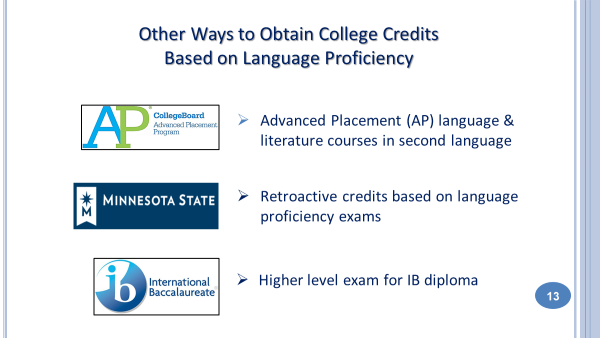 Other Ways to Obtain College Credits
Based on Language Proficiency
AP® CollegeBoard
Advanced Placement
Program
➢ Advanced Placement (AP) language &
literature courses in second language
M
MINNESOTA STATE
➢ Retroactive credits based on language
proficiency exams
ib International
Baccalaureate®
➢ Higher level exam for IB diploma
13